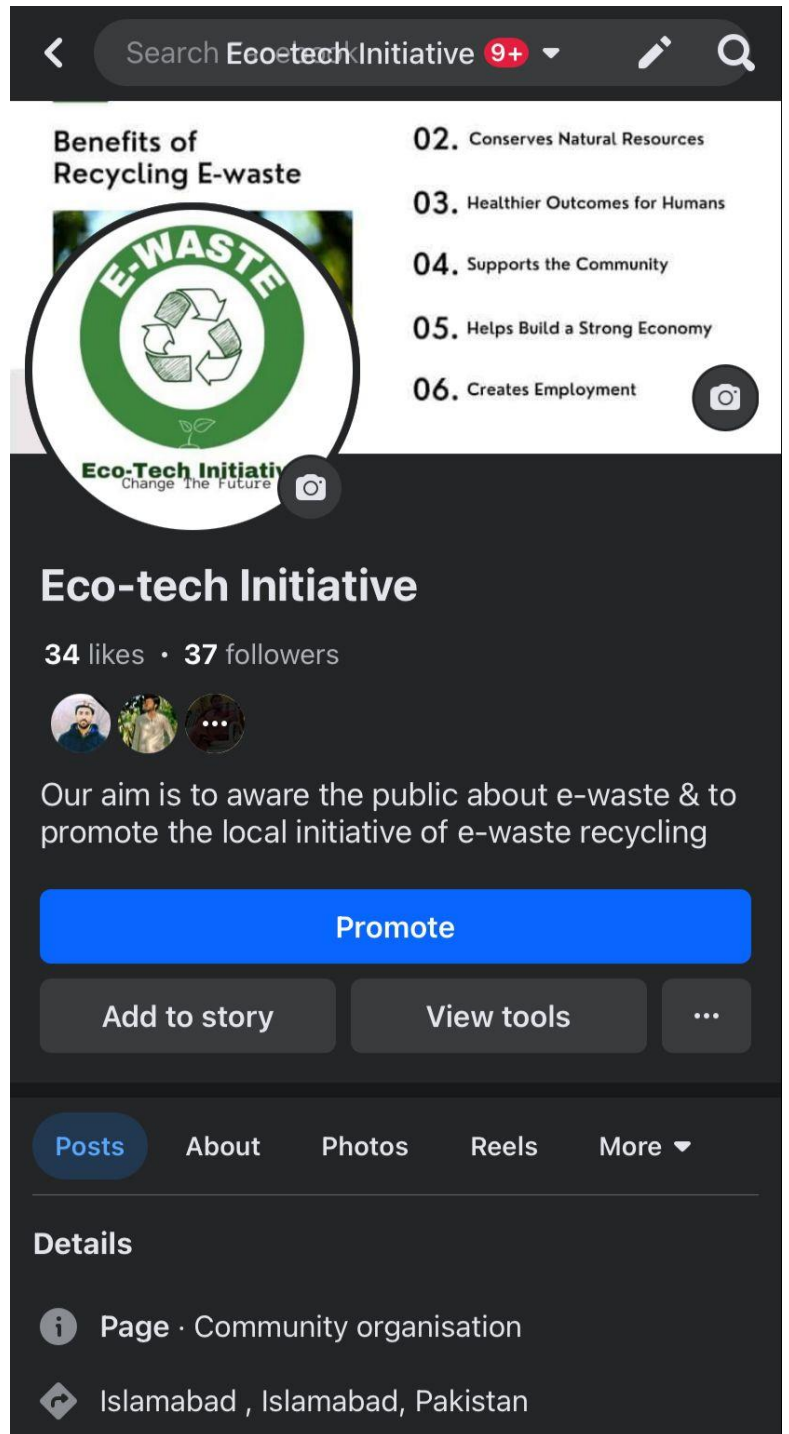 Search Eco-tech Initiative 9+
Benefits of
Recycling E-waste
02. Conserves Natural Resources
03. Healthier Outcomes for Humans
04. Supports the Community
05. Helps Build a Strong Economy
06. Creates Employment
E-WASTE
Eco-Tech Initiativ
Change The Future
Eco-tech Initiative
34 likes · 37 followers
Our aim is to aware the public about e-waste & to
promote the local initiative of e-waste recycling
Promote
Add to story View tools ...
Posts About Photos Reels More
Details
Page · Community organisation
Islamabad , Islamabad, Pakistan